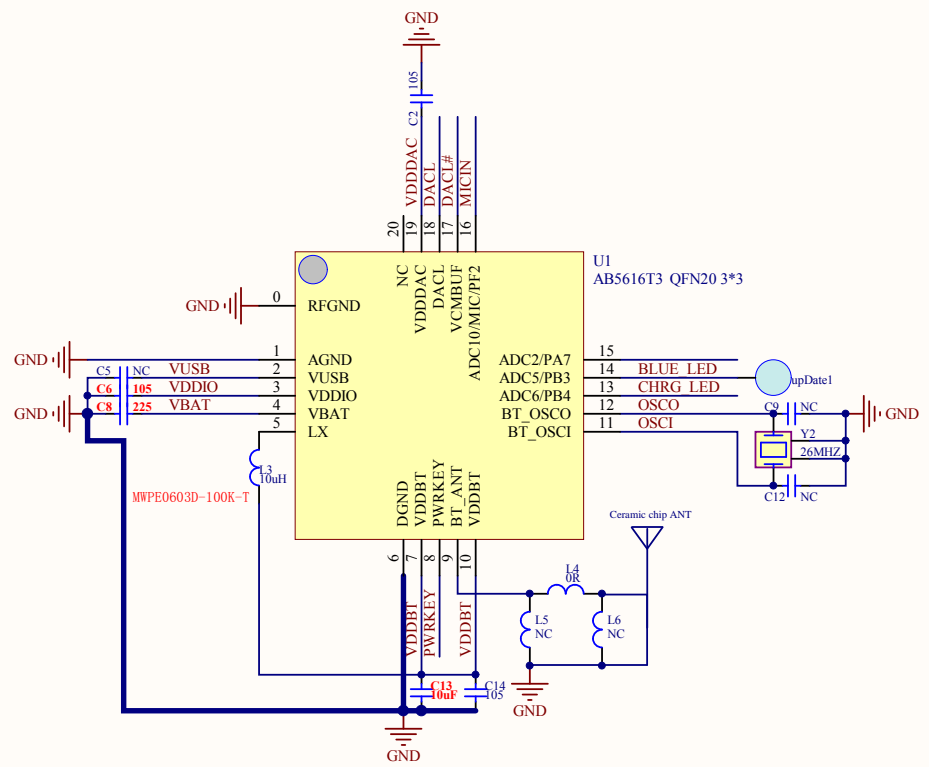 GND
105
C2
VDDDAC
DACL
DACL#
MICIN
20
19
18
17
16
U1
AB5616T3 QFN20 3*3
NC
VDDDAC
DACL
VCMBUF
ADC10/MIC/PF2
GND
0
RFGND
GND
1
AGND
C5
NC
VUSB
2
VUSB
C6
105
VDDIO
3
VDDIO
GND
C8
225
VBAT
4
VBAT
5
LX
ADC2/PA7
15
ADC5/PB3
14
BLUE_LED
upDate1
ADC6/PB4
13
CHRG_LED
BT_OSCO
12
OSCO
BT_OSCI
11
OSCI
C9
NC
GND
Y2
26MHZ
C12
NC
L3
10uH
MWPE0603D-100K-T
DGND
VDDBT
PWRKEY
BT_ANT
VDDBT
6
7
8
9
10
VDDBT
PWRKEY
VDDBT
Ceramic chip ANT
L4
0R
L5
NC
L6
NC
GND
C13
10uF
C14
105
GND